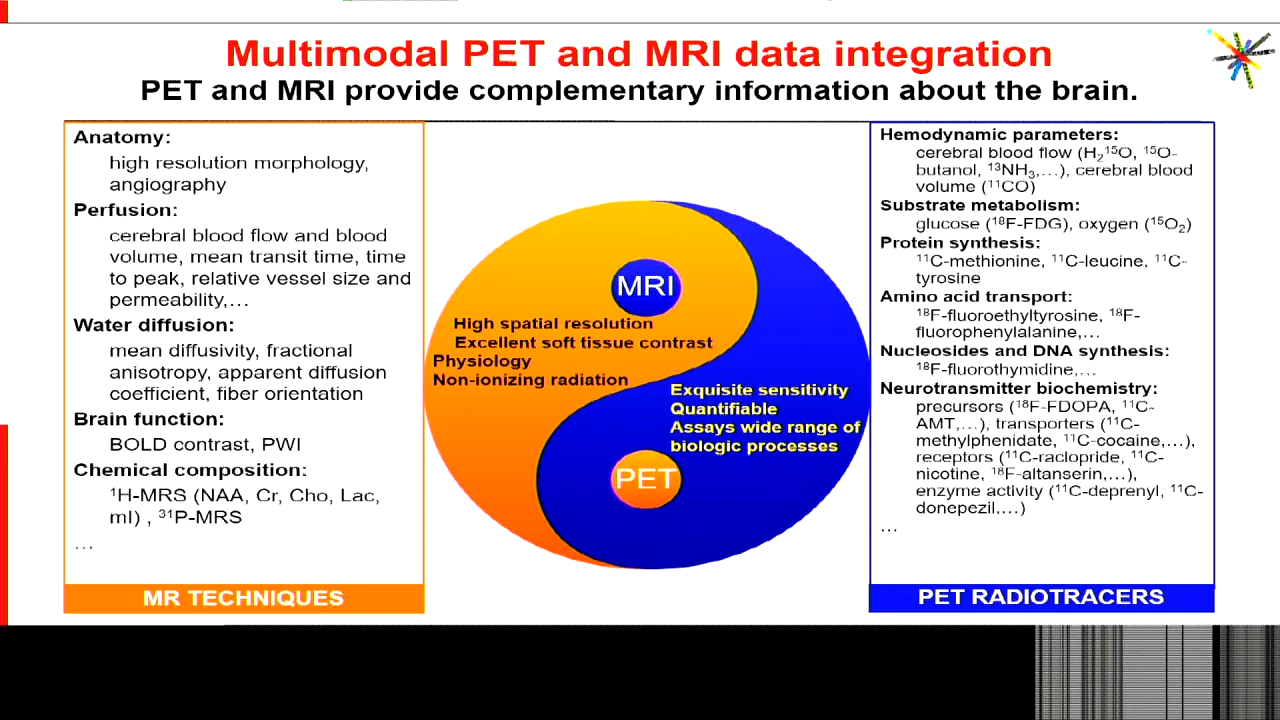 Multimodal PET and MRI data integration
PET and MRI provide complementary information about the brain.
Anatomy:
high resolution morphology,
angiography
Perfusion:
cerebral blood flow and blood
volume, mean transit time, time
to peak, relative vessel size and
permeability,…
Water diffusion:
mean diffusivity, fractional
anisotropy, apparent diffusion
coefficient, fiber orientation
Brain function:
BOLD contrast, PWI
Chemical composition:
¹H-MRS (NAA, Cr, Cho, Lac,
mI) , ³¹P-MRS
…
MR TECHNIQUES
MRI
High spatial resolution
Excellent soft tissue contrast
Physiology
Non-ionizing radiation
Exquisite sensitivity
Quantifiable
Assays wide range of
biologic processes
PET
Hemodynamic parameters:
cerebral blood flow (H₂¹⁵O, ¹⁵O-
butanol, ¹³NH₃,…), cerebral blood
volume (¹¹CO)
Substrate metabolism:
glucose (¹⁸F-FDG), oxygen (¹⁵O₂)
Protein synthesis:
¹¹C-methionine, ¹¹C-leucine, ¹¹C-
tyrosine
Amino acid transport:
¹⁸F-fluoroethyltyrosine, ¹⁸F-
fluorophenylalanine,…
Nucleosides and DNA synthesis:
¹⁸F-fluorothymidine,…
Neurotransmitter biochemistry:
precursors (¹⁸F-FDOPA, ¹¹C-
AMT,…), transporters (¹¹C-
methylphenidate, ¹¹C-cocaine,…),
receptors (¹¹C-raclopride, ¹¹C-
nicotine, ¹⁸F-altanserin,…),
enzyme activity (¹¹C-deprenyl, ¹¹C-
donepezil,…)
…
PET RADIOTRACERS